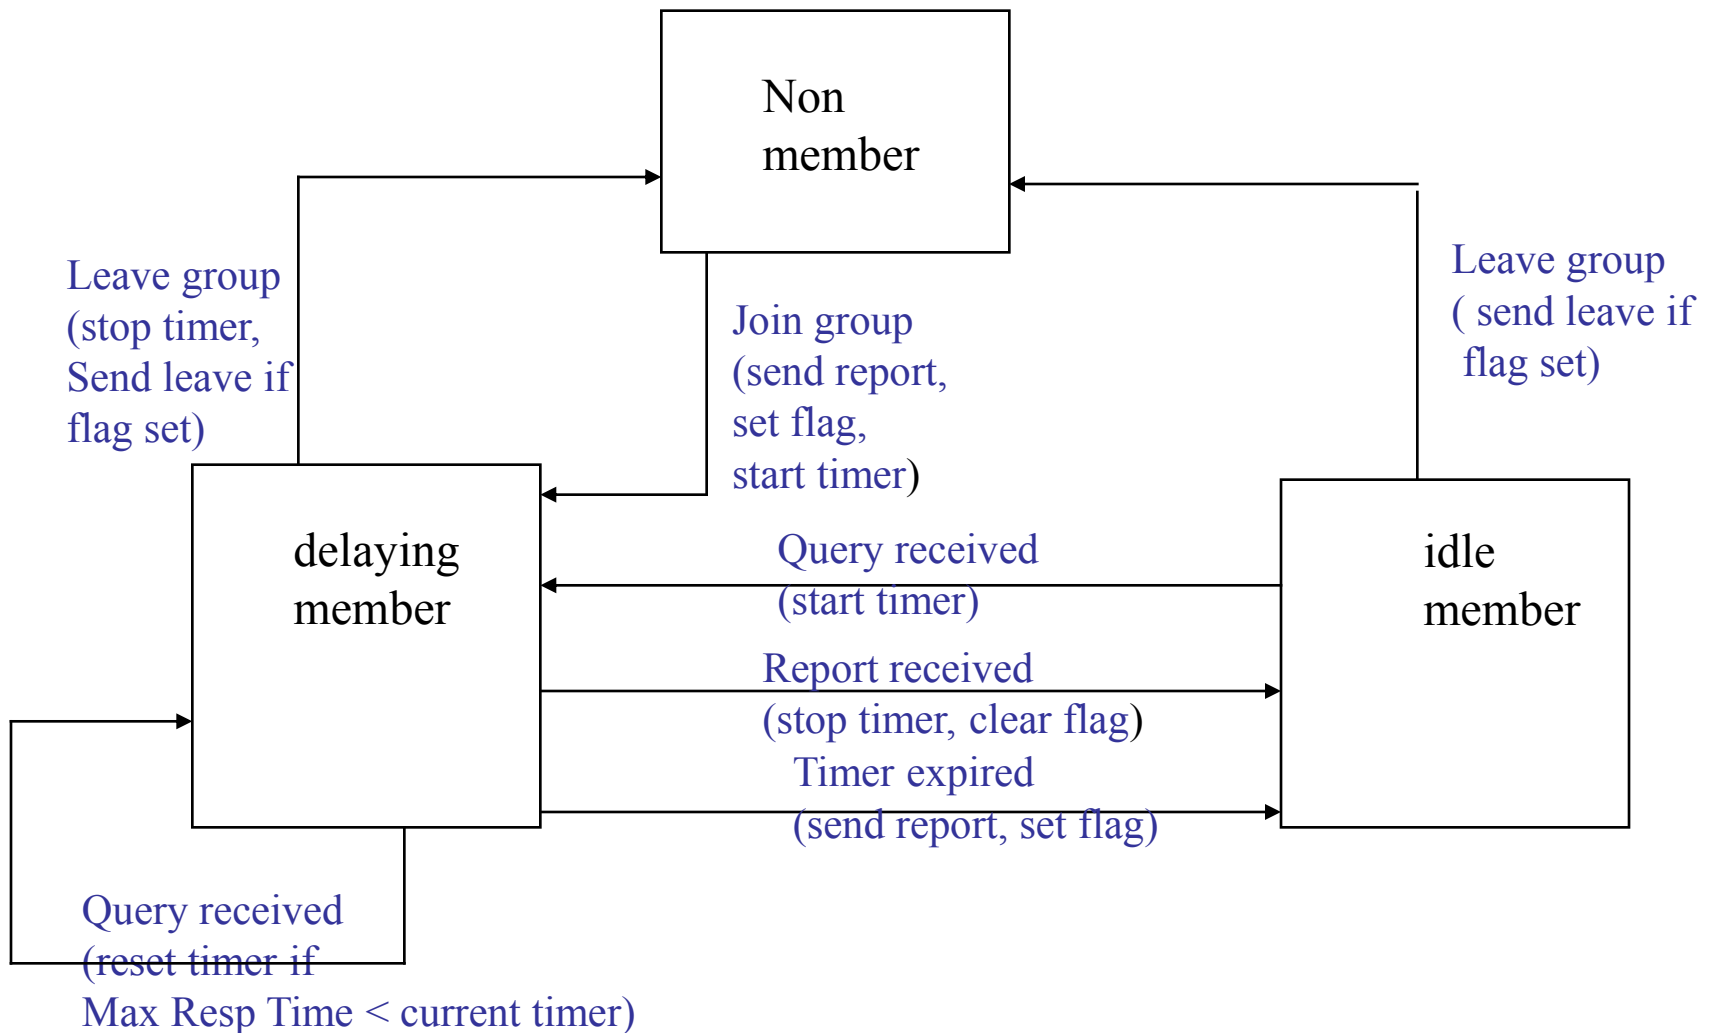 Non
member
Leave group
(stop timer,
Send leave if
flag set)
Join group
(send report,
set flag,
start timer)
Leave group
( send leave if
flag set)
delaying
member
Query received
(start timer)
Report received
(stop timer, clear flag)
Timer expired
(send report, set flag)
idle
member
Query received
(reset timer if
Max Resp Time < current timer)